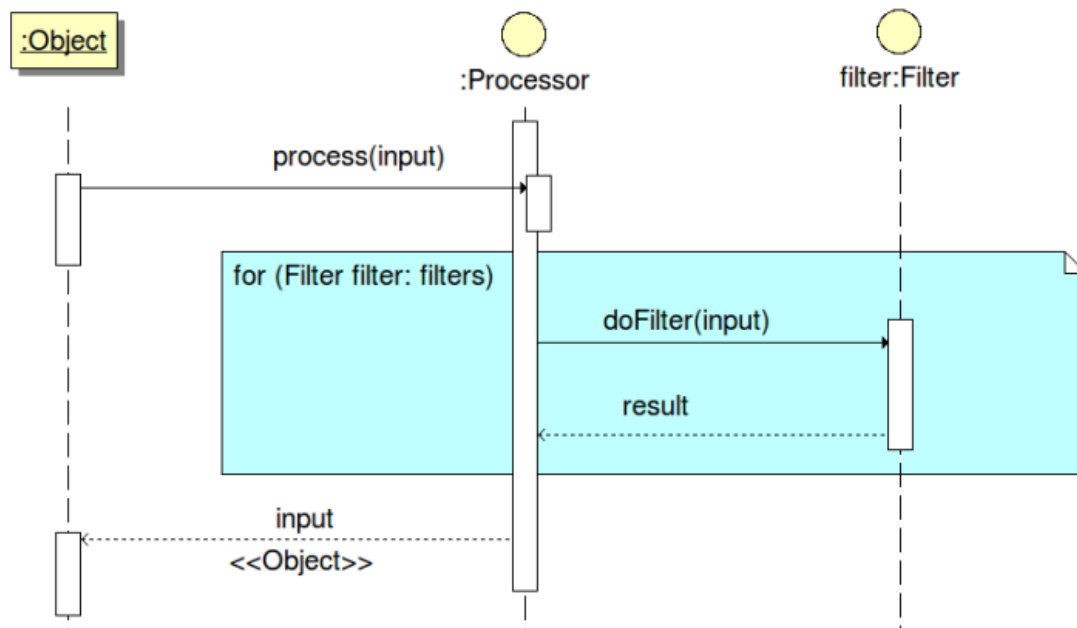 :Object
:Processor
filter:Filter
process(input)
for (Filter filter: filters)
doFilter(input)
result
input
<<Object>>